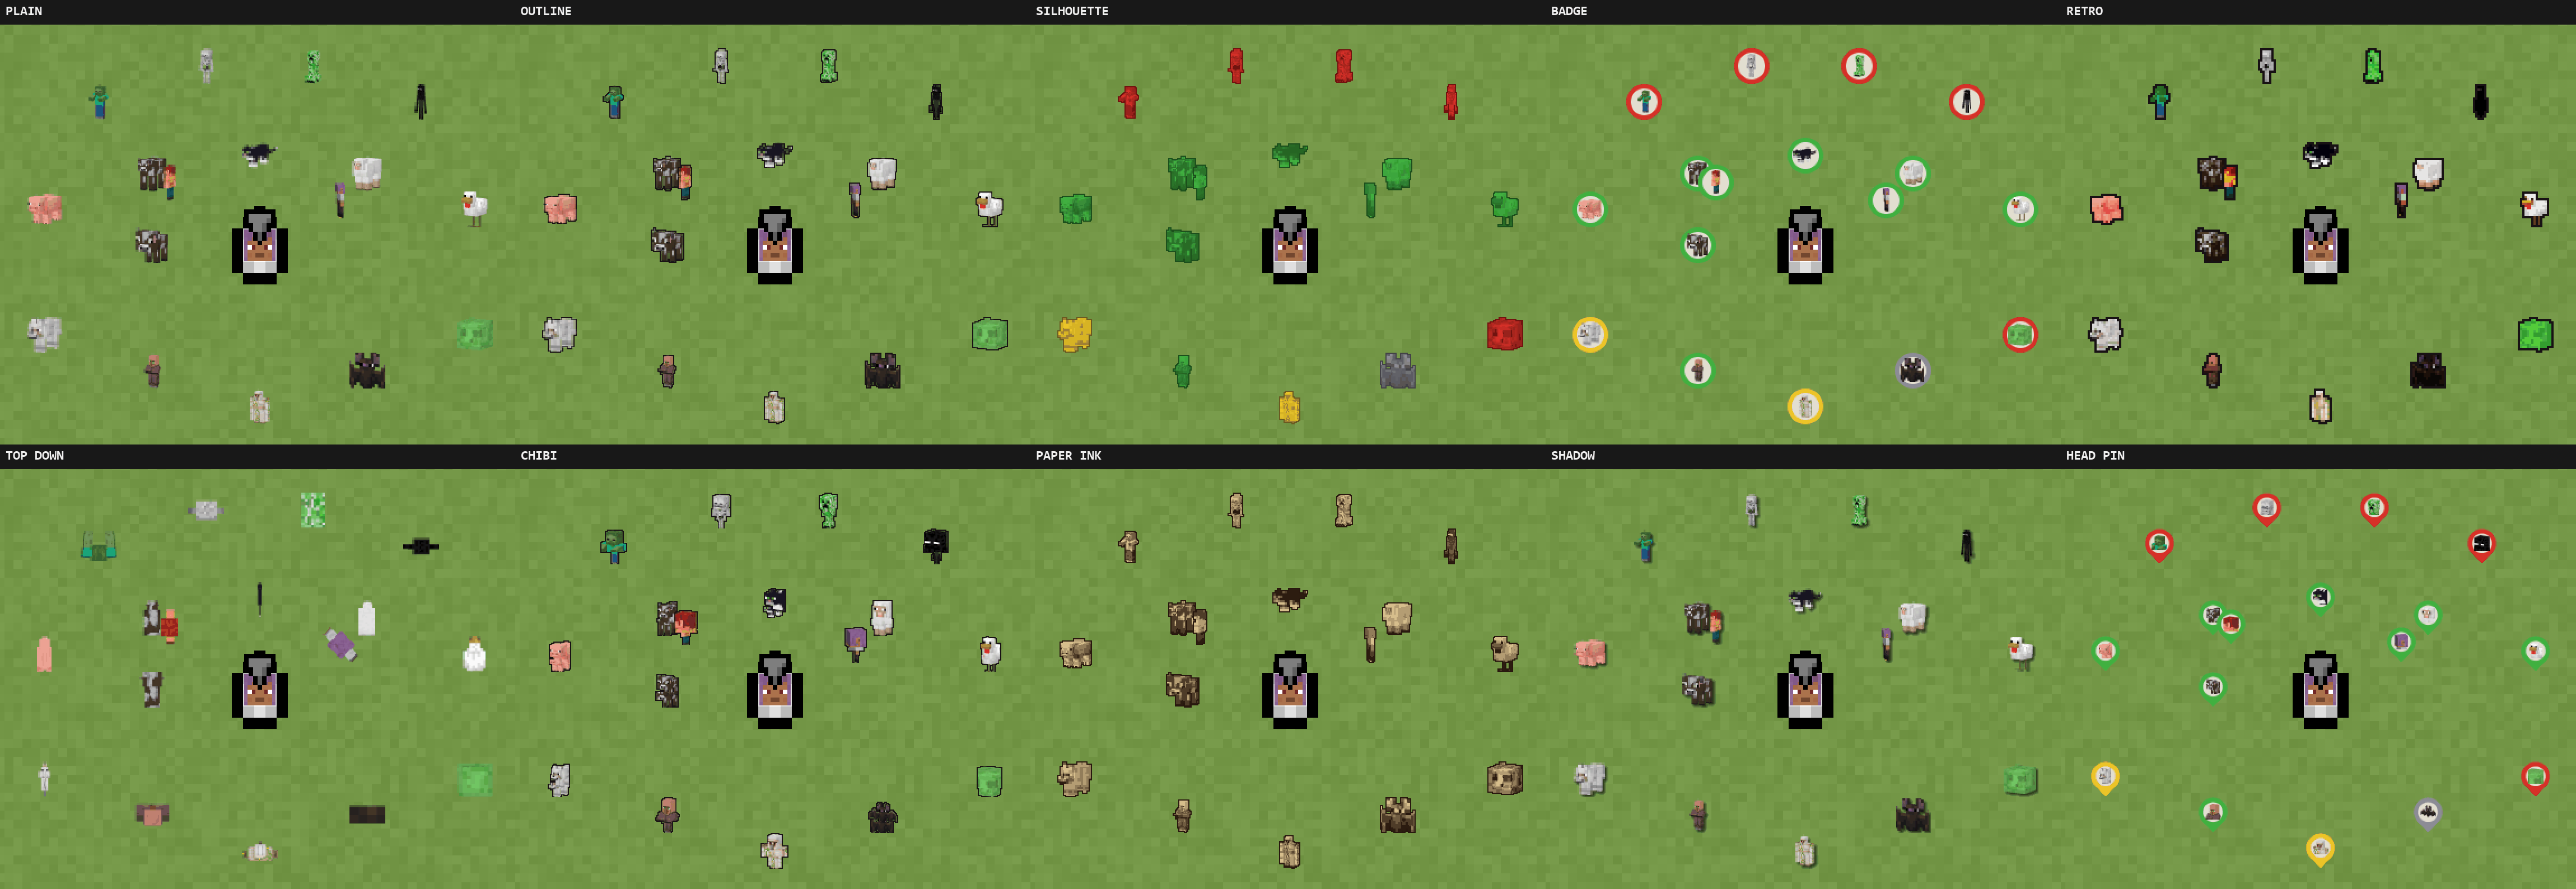 PLAIN
OUTLINE
SILHOUETTE
BADGE
RETRO
TOP DOWN
CHIBI
PAPER INK
SHADOW
HEAD PIN